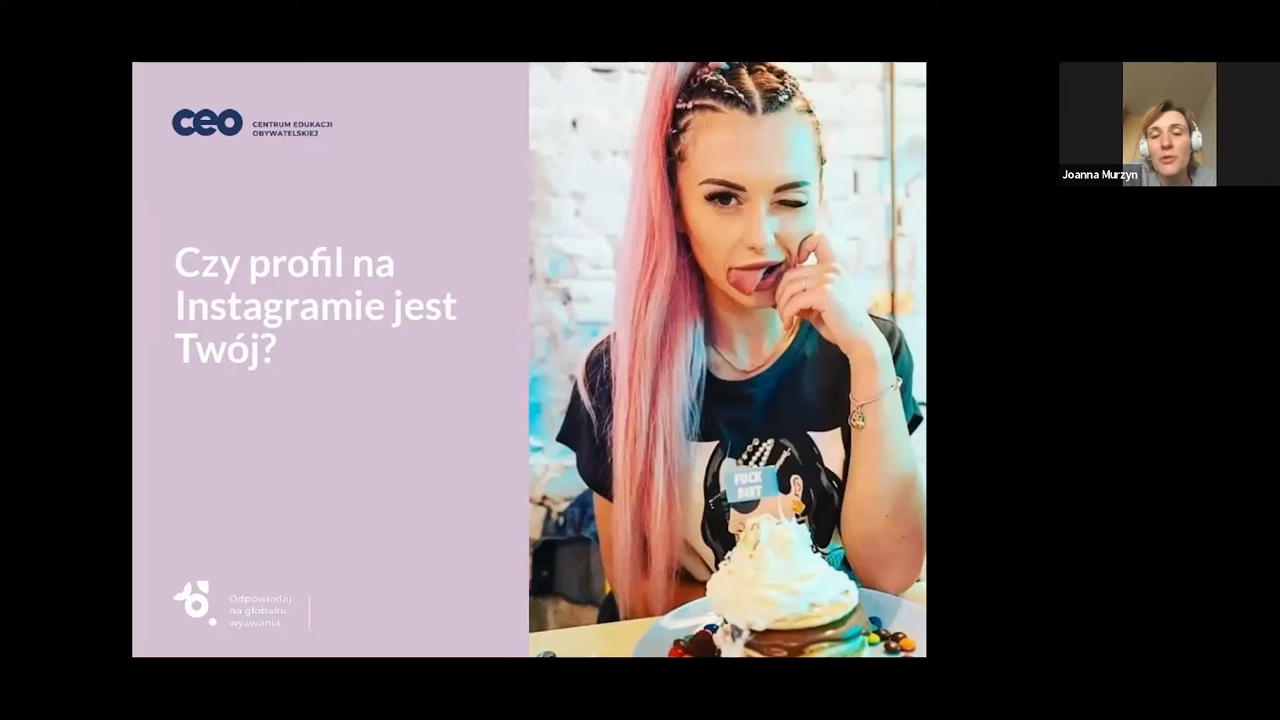 ceo
CENTRUM EDUKACJI
OBYWATELSKIEJ
Czy profil na
Instagramie jest
Twój?
Odpowiadaj
na globalne
wyzwania
FUCK
DIET
Joanna Murzyn